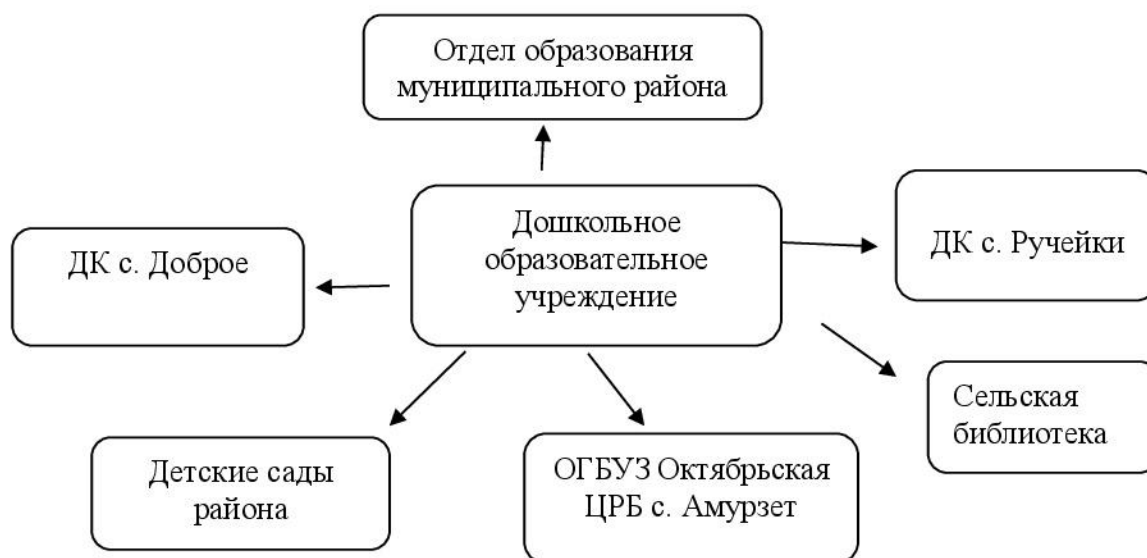 Отдел образования
муниципального района
Дошкольное
образовательное
учреждение
ДК с. Ручейки
ДК с. Доброе
Сельская
библиотека
Детские сады
района
ОГБУЗ Октябрьская
ЦРБ с. Амурзет